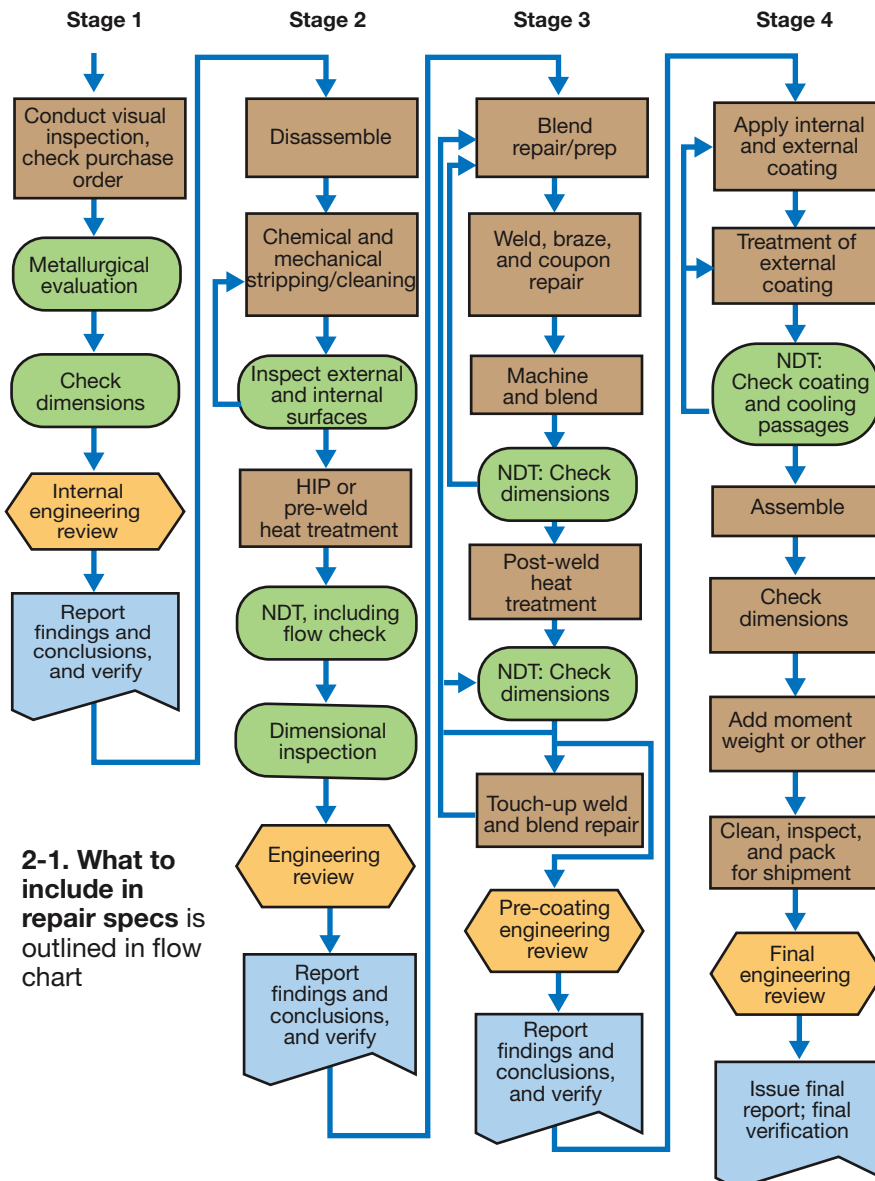 Stage 1
Conduct visual
inspection,
check purchase
order
Metallurgical
evaluation
Check
dimensions
Internal
engineering
review
Report
findings and
conclusions,
and verify
2-1. What to
include in
repair specs is
outlined in flow
chart
Stage 2
Disassemble
Chemical and
mechanical
stripping/cleaning
Inspect external
and internal
surfaces
HIP or
pre-weld
heat treatment
NDT, including
flow check
Dimensional
inspection
Engineering
review
Report
findings and
conclusions,
and verify
Stage 3
Blend
repair/prep
Weld, braze,
and coupon
repair
Machine
and blend
NDT: Check
dimensions
Post-weld
heat
treatment
NDT: Check
dimensions
Touch-up weld
and blend repair
Pre-coating
engineering
review
Report
findings and
conclusions,
and verify
Stage 4
Apply internal
and external
coating
Treatment of
external
coating
NDT:
Check coating
and cooling
passages
Assemble
Check
dimensions
Add moment
weight or other
Clean, inspect,
and pack
for shipment
Final
engineering
review
Issue final
report; final
verification